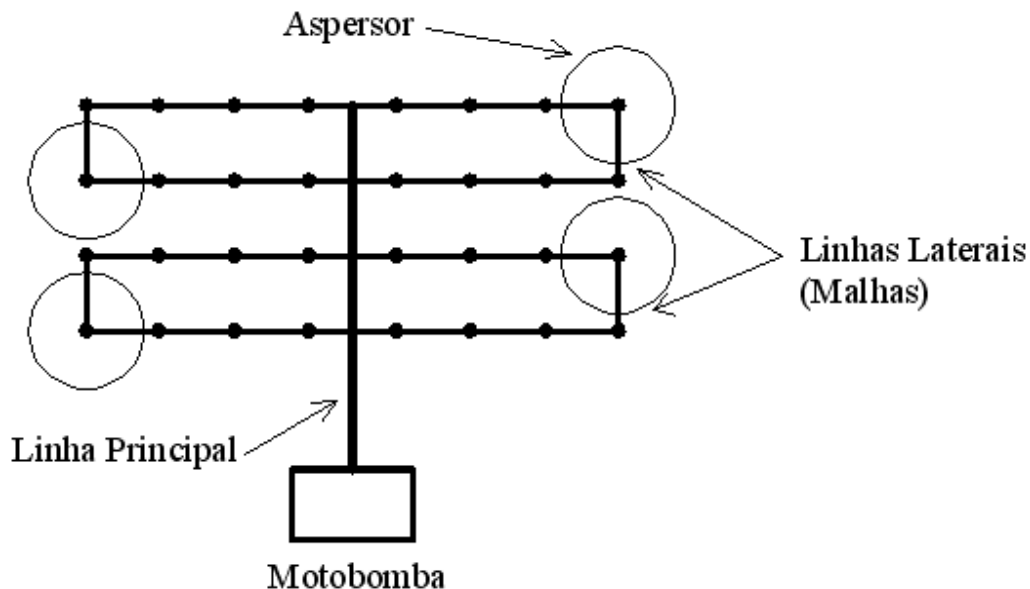 Aspersor
Linhas Laterais
(Malhas)
Linha Principal
Motobomba